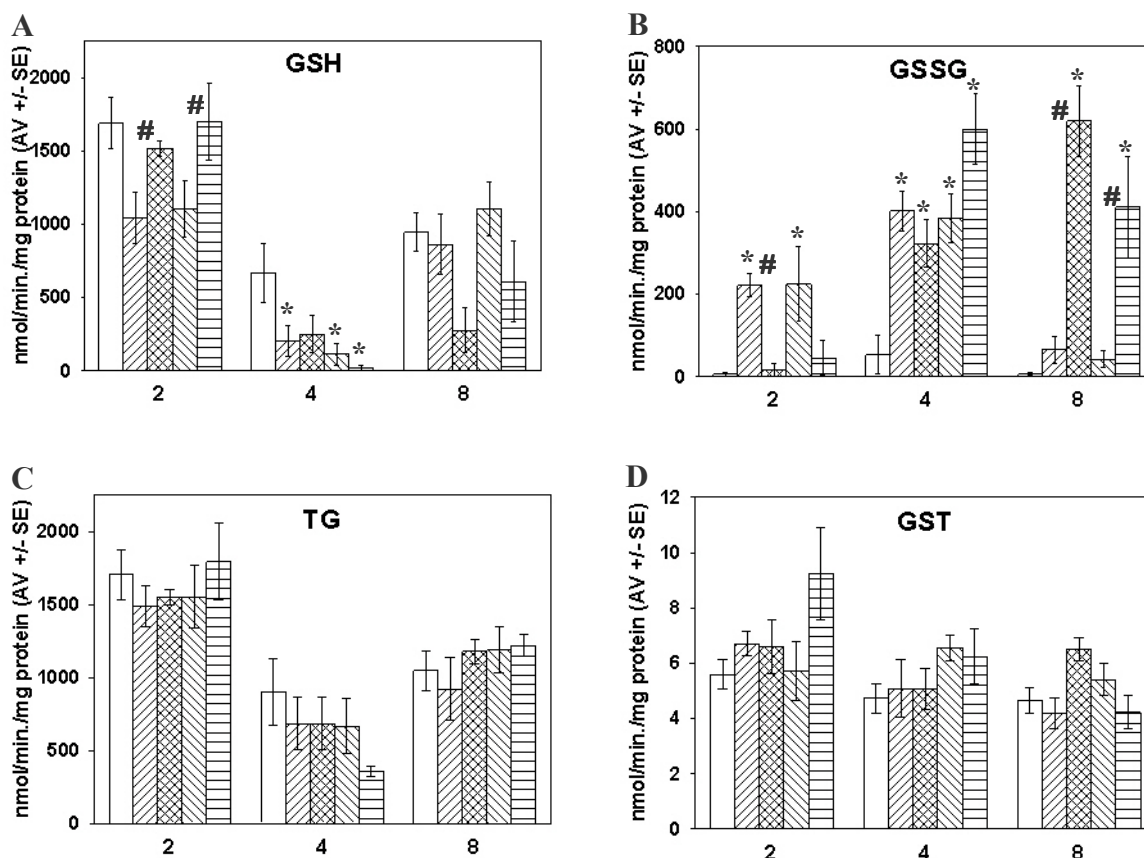 A
GSH
nmol/min./mg protein (AV +/- SE)
2000
1500
1000
500
0
# # * * *
2 4 8
B
GSSG
nmol/min./mg protein (AV +/- SE)
800
600
400
200
0
* # * * * * * # * # *
2 4 8
C
TG
nmol/min./mg protein (AV +/- SE)
2000
1500
1000
500
0
2 4 8
D
GST
nmol/min./mg protein (AV +/- SE)
12
10
8
6
4
2
0
2 4 8